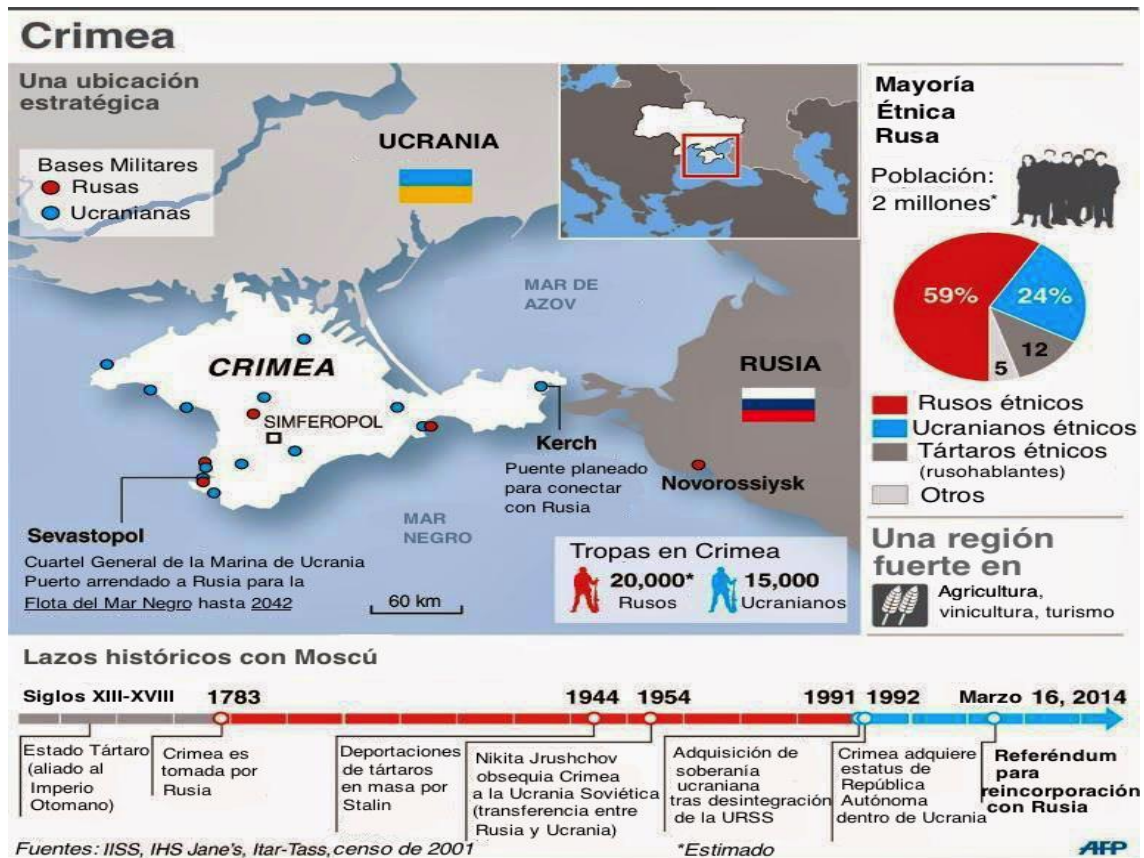 Crimea
Una ubicación
estratégica
Bases Militares
Rusas
Ucranianas
UCRANIA
MAR DE
AZOV
CRIMEA
SIMFEROPOL
RUSIA
Kerch
Puente planeado
para conectar
con Rusia
Novorossiysk
MAR
NEGRO
Sevastopol
Cuartel General de la Marina de Ucrania
Puerto arrendado a Rusia para la
Flota del Mar Negro hasta 2042
60 km
Tropas en Crimea
20,000*
Rusos
15,000
Ucranianos
Mayoría
Étnica
Rusa
Población:
2 millones*
59%
24%
12
5
Rusos étnicos
Ucranianos étnicos
Tártaros étnicos
(rusohablantes)
Otros
Una región
fuerte en
Agricultura,
vinicultura, turismo
Lazos históricos con Moscú
Siglos XIII-XVIII
1783
1944
1954
1991
1992
Marzo 16, 2014
Estado Tártaro
(aliado al
Imperio
Otomano)
Crimea es
tomada por
Rusia
Deportaciones
de tártaros
en masa por
Stalin
Nikita Jrushchov
obsequia Crimea
a la Ucrania Soviética
(transferencia entre
Rusia y Ucrania)
Adquisición de
soberanía
ucraniana
tras desintegración
de la URSS
Crimea adquiere
estatus de
República
Autónoma
dentro de Ucrania
Referéndum
para
reincorporación
con Rusia
Fuentes: IISS, IHS Jane's, Itar-Tass, censo de 2001
*Estimado
AFP